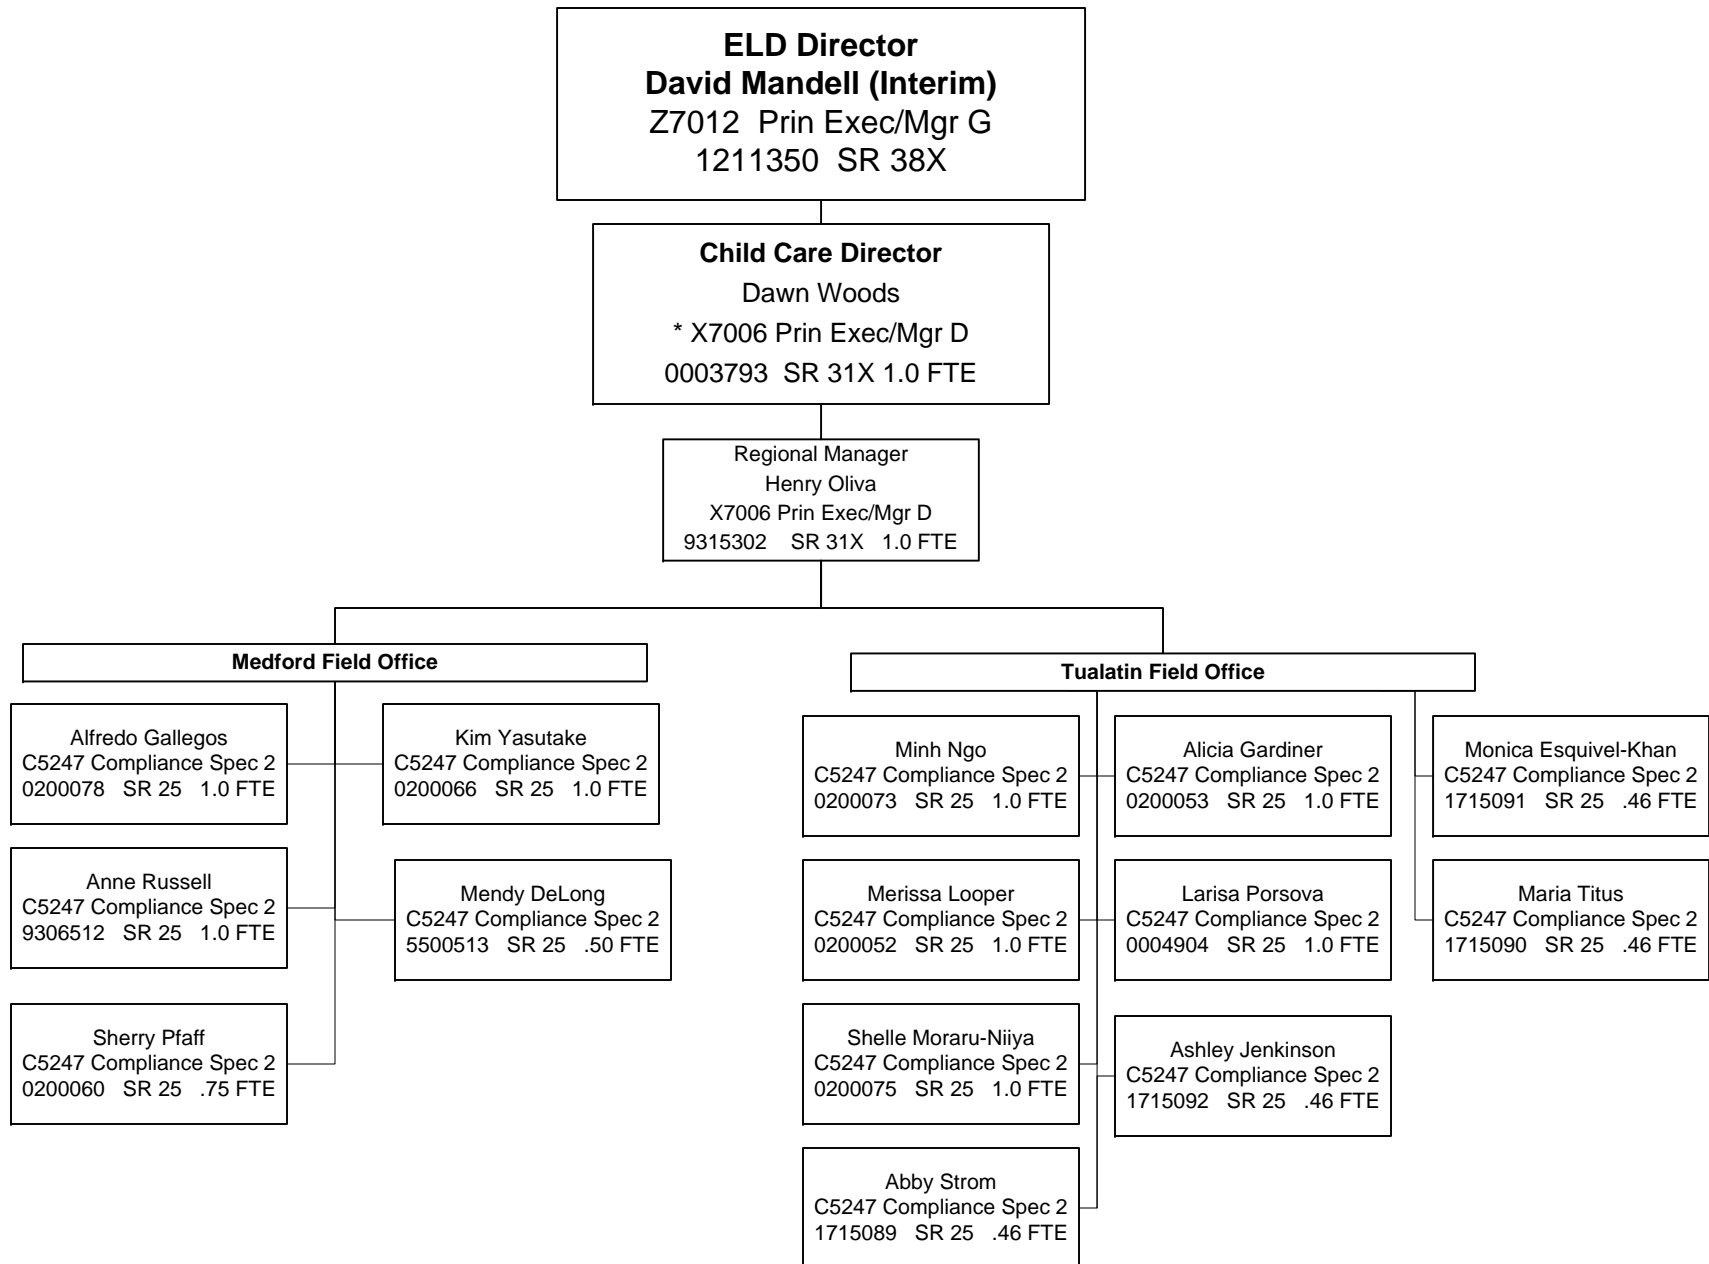 ELD Director
David Mandell (Interim)
Z7012 Prin Exec/Mgr G
1211350 SR 38X
Child Care Director
Dawn Woods
* X7006 Prin Exec/Mgr D
0003793 SR 31X 1.0 FTE
Regional Manager
Henry Oliva
X7006 Prin Exec/Mgr D
9315302 SR 31X 1.0 FTE
Medford Field Office
Alfredo Gallegos
C5247 Compliance Spec 2
0200078 SR 25 1.0 FTE
Kim Yasutake
C5247 Compliance Spec 2
0200066 SR 25 1.0 FTE
Anne Russell
C5247 Compliance Spec 2
9306512 SR 25 1.0 FTE
Mendy DeLong
C5247 Compliance Spec 2
5500513 SR 25 .50 FTE
Sherry Pfaff
C5247 Compliance Spec 2
0200060 SR 25 .75 FTE
Tualatin Field Office
Minh Ngo
C5247 Compliance Spec 2
0200073 SR 25 1.0 FTE
Alicia Gardiner
C5247 Compliance Spec 2
0200053 SR 25 1.0 FTE
Monica Esquivel-Khan
C5247 Compliance Spec 2
1715091 SR 25 .46 FTE
Merissa Looper
C5247 Compliance Spec 2
0200052 SR 25 1.0 FTE
Larisa Porsova
C5247 Compliance Spec 2
0004904 SR 25 1.0 FTE
Maria Titus
C5247 Compliance Spec 2
1715090 SR 25 .46 FTE
Shelle Moraru-Niiya
C5247 Compliance Spec 2
0200075 SR 25 1.0 FTE
Ashley Jenkinson
C5247 Compliance Spec 2
1715092 SR 25 .46 FTE
Abby Strom
C5247 Compliance Spec 2
1715089 SR 25 .46 FTE